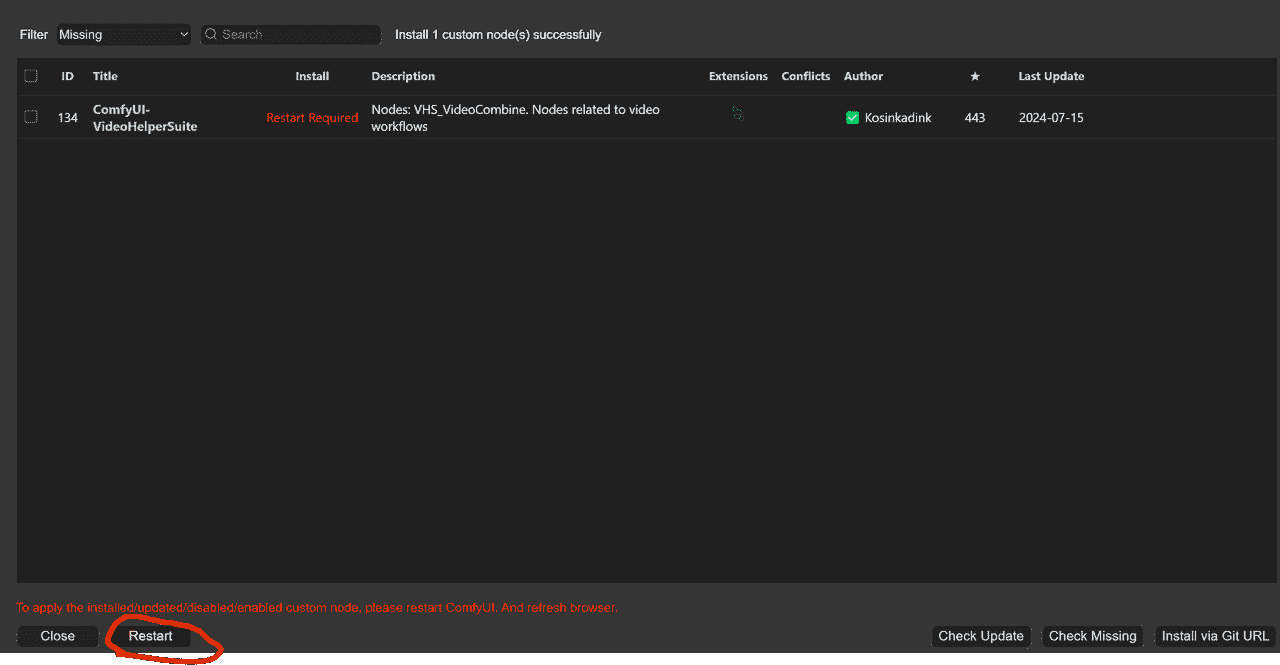 Filter Missing Search Install 1 custom node(s) successfully
ID Title Install Description Extensions Conflicts Author ★ Last Update
134 ComfyUI-VideoHelperSuite Restart Required Nodes: VHS_VideoCombine. Nodes related to video workflows ✅ Kosinkadink 443 2024-07-15
To apply the installed/updated/disabled/enabled custom node, please restart ComfyUI. And refresh browser.
Close Restart Check Update Check Missing Install via Git URL